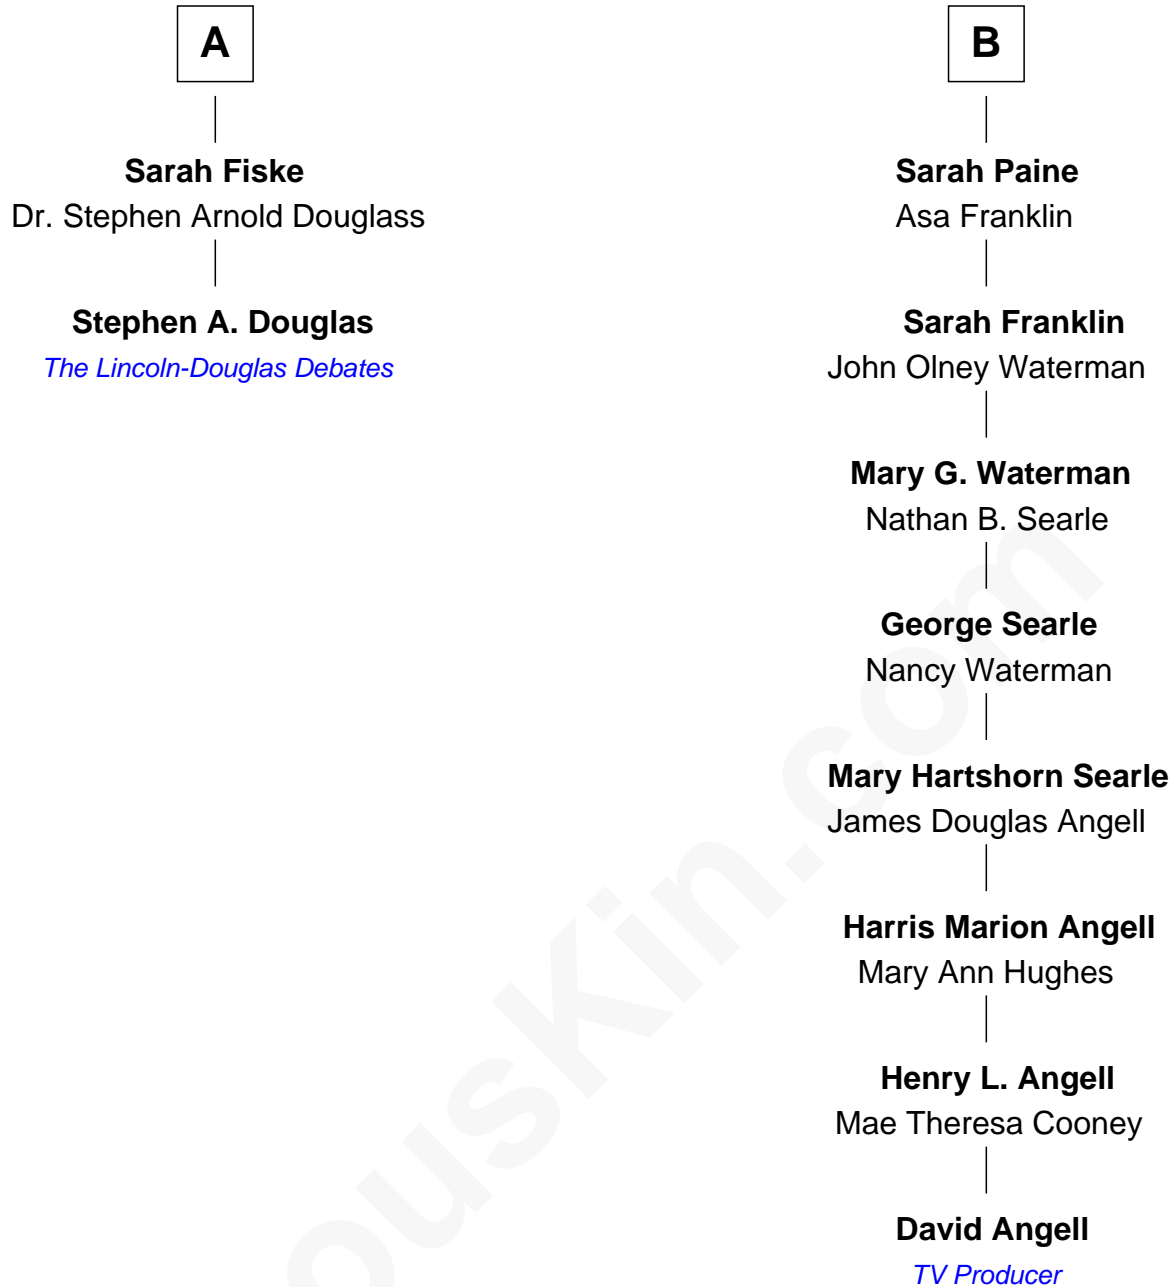 A
Sarah Fiske
Dr. Stephen Arnold Douglass
Stephen A. Douglas
The Lincoln-Douglas Debates
B
Sarah Paine
Asa Franklin
Sarah Franklin
John Olney Waterman
Mary G. Waterman
Nathan B. Searle
George Searle
Nancy Waterman
Mary Hartshorn Searle
James Douglas Angell
Harris Marion Angell
Mary Ann Hughes
Henry L. Angell
Mae Theresa Cooney
David Angell
TV Producer
ousKin.com